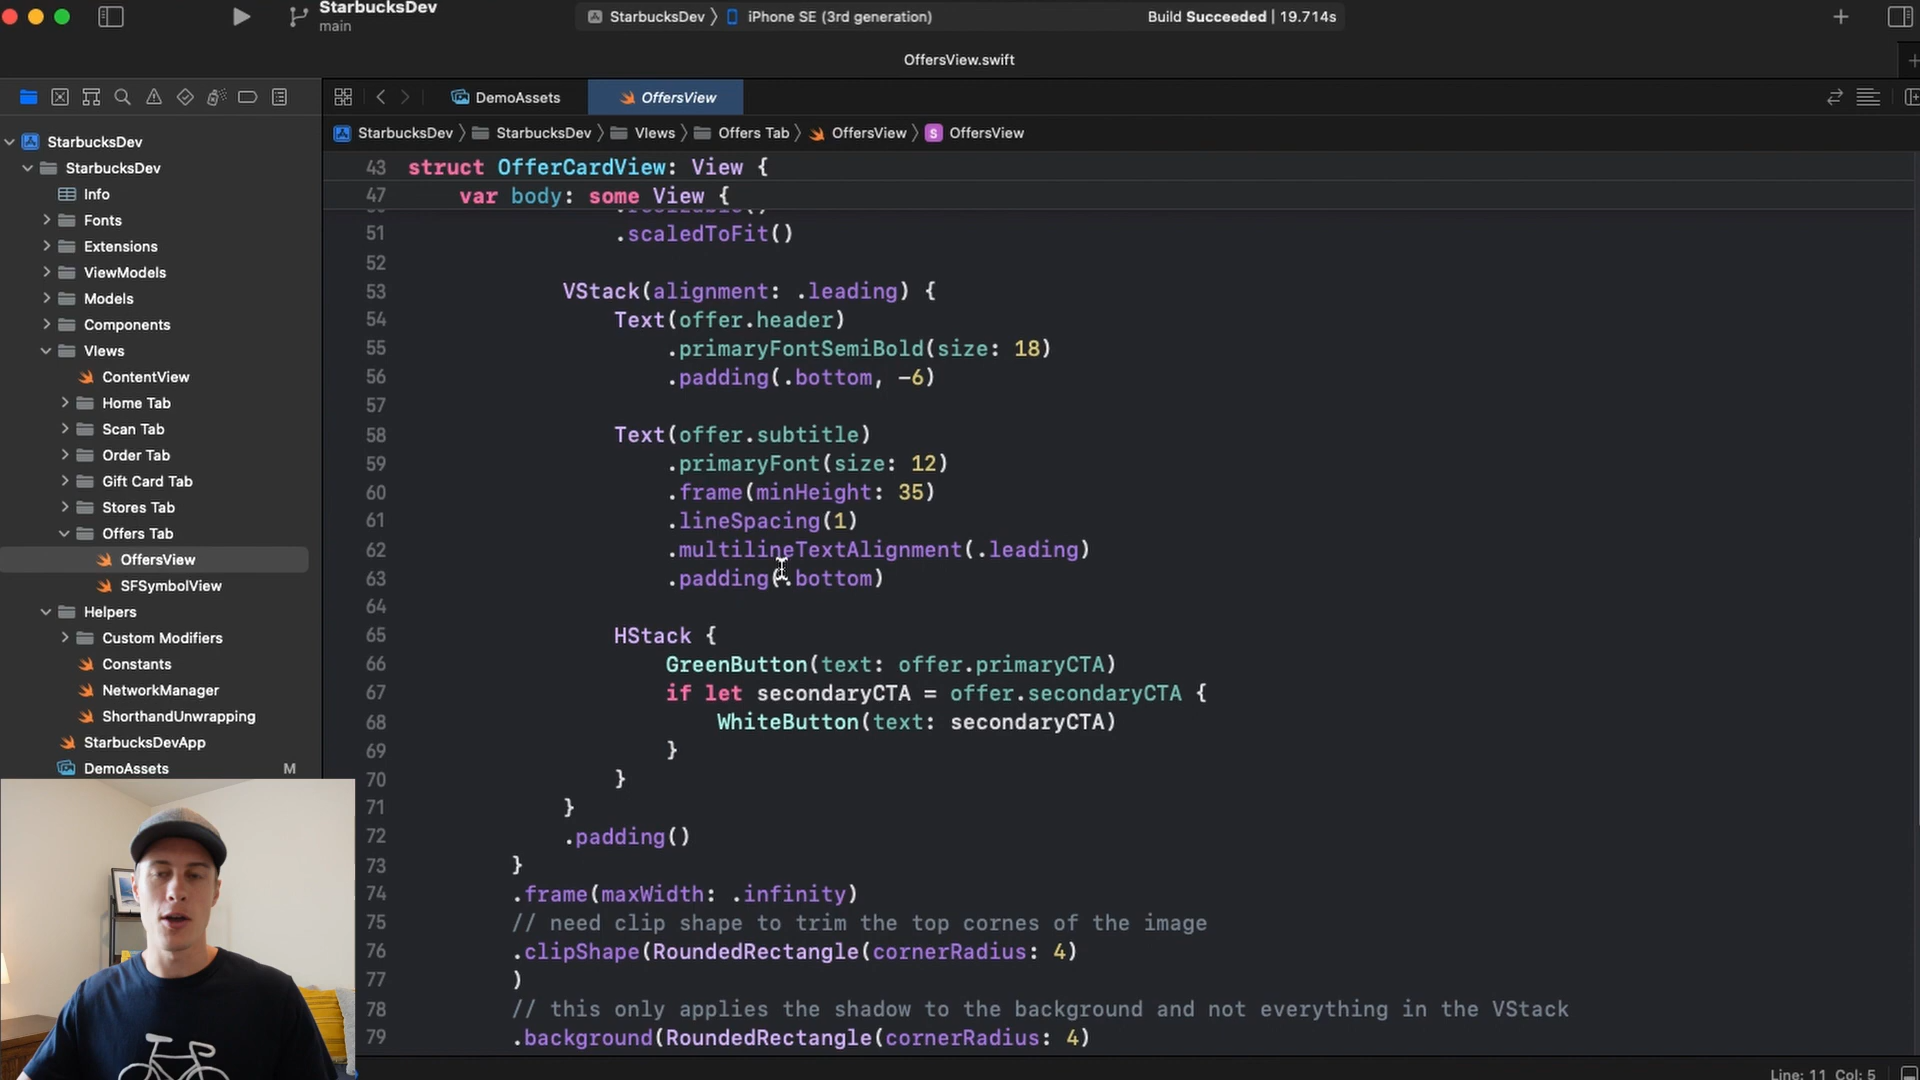 StarbucksDev
main
StarbucksDev
iPhone SE (3rd generation)
Build Succeeded | 19.714s
OffersView.swift
DemoAssets
OffersView
StarbucksDev
StarbucksDev
VIews
Offers Tab
OffersView
S
OffersView
StarbucksDev
StarbucksDev
Info
Fonts
Extensions
ViewModels
Models
Components
VIews
ContentView
Home Tab
Scan Tab
Order Tab
Gift Card Tab
Stores Tab
Offers Tab
OffersView
SFSymbolView
Helpers
Custom Modifiers
Constants
NetworkManager
ShorthandUnwrapping
StarbucksDevApp
DemoAssets M
43 struct OfferCardView: View {
47 var body: some View {
51 .scaledToFit()
52
53 VStack(alignment: .leading) {
54 Text(offer.header)
55 .primaryFontSemiBold(size: 18)
56 .padding(.bottom, -6)
57
58 Text(offer.subtitle)
59 .primaryFont(size: 12)
60 .frame(minHeight: 35)
61 .lineSpacing(1)
62 .multilineTextAlignment(.leading)
63 .padding(.bottom)
64
65 HStack {
66 GreenButton(text: offer.primaryCTA)
67 if let secondaryCTA = offer.secondaryCTA {
68 WhiteButton(text: secondaryCTA)
69 }
70 }
71 }
72 .padding()
73 }
74 .frame(maxWidth: .infinity)
75 // need clip shape to trim the top cornes of the image
76 .clipShape(RoundedRectangle(cornerRadius: 4)
77 )
78 // this only applies the shadow to the background and not everything in the VStack
79 .background(RoundedRectangle(cornerRadius: 4)
Line: 11 Col: 5